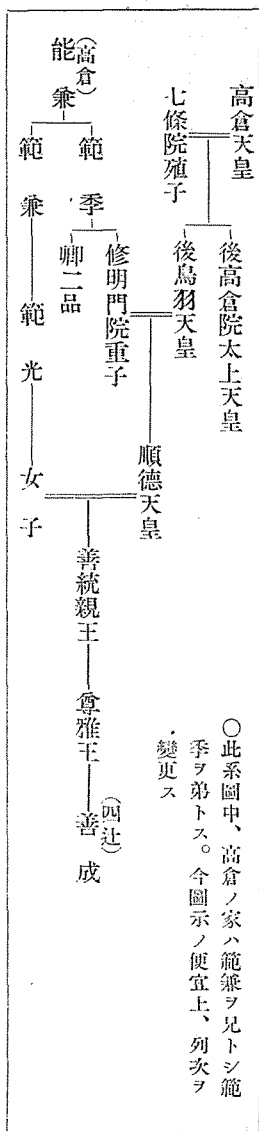 高倉天皇
七條院殖子
後高倉院太上天皇
後鳥羽天皇
修明門院重子
順德天皇
(高倉)
能兼
範季
卿二品
範兼
範光
女子
善統親王
尊雅王
(四辻)
善成
○此系圖中、高倉ノ家ハ範兼ヲ兄トシ範
季ヲ弟トス。今圖示ノ便宜上、列次ヲ
變更ス